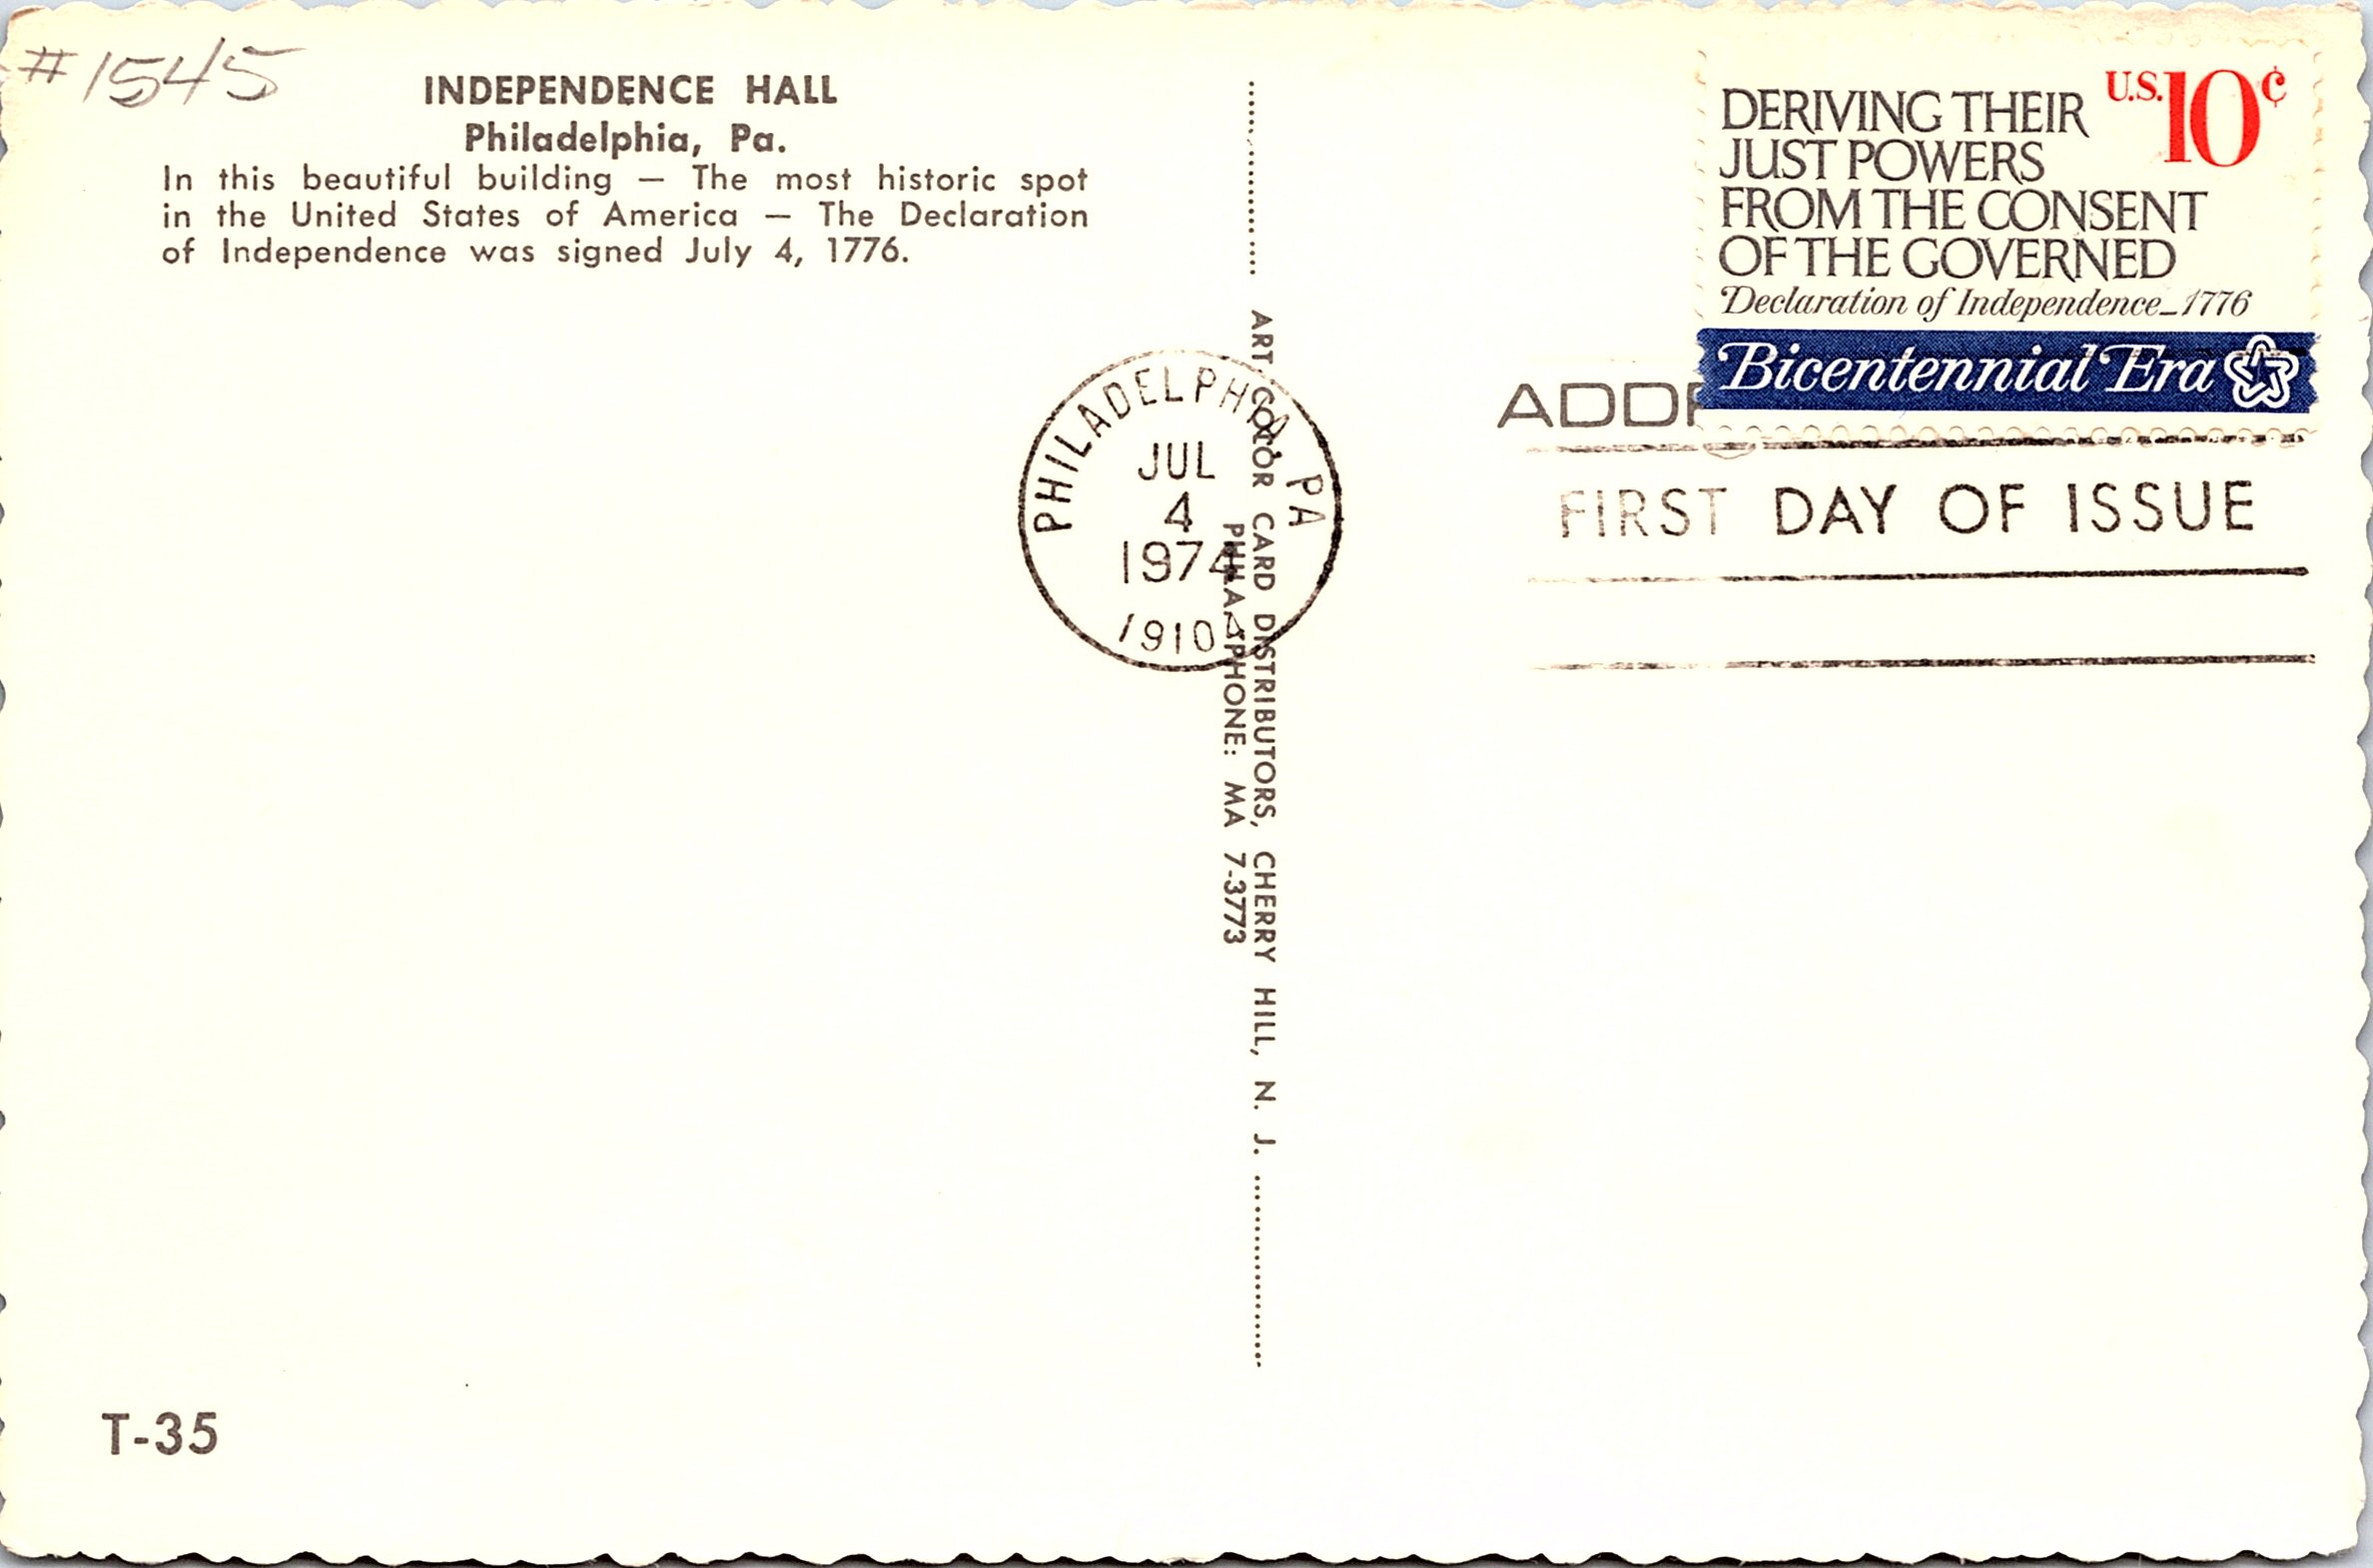 #1545
INDEPENDENCE HALL
Philadelphia, Pa.
In this beautiful building — The most historic spot
in the United States of America — The Declaration
of Independence was signed July 4, 1776.
T-35
ART COLOR CARD DISTRIBUTORS, CHERRY HILL, N. J.
PHILA. PHONE: MA 7-3773
PHILADELPHIA PA
JUL
4
1974
19104
U.S. 10¢
DERIVING THEIR
JUST POWERS
FROM THE CONSENT
OF THE GOVERNED
Declaration of Independence—1776
Bicentennial Era
ADDR
FIRST DAY OF ISSUE